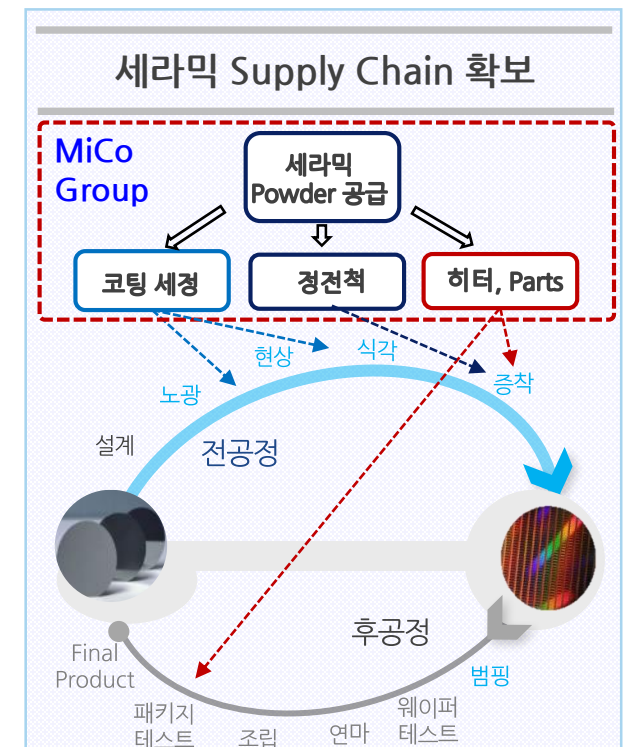 세라믹 Supply Chain 확보
MiCo
Group
세라믹
Powder 공급
코팅 세정
정전척
히터, Parts
현상
식각
노광
증착
설계
전공정
후공정
Final
Product
범핑
패키지
테스트
조립
연마
웨이퍼
테스트